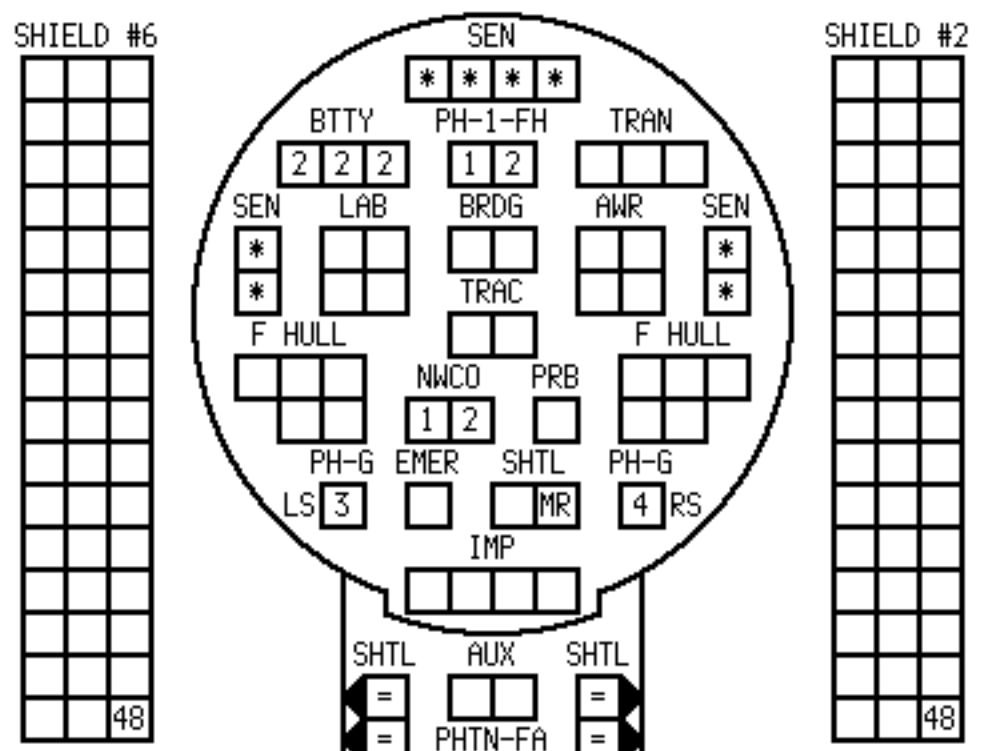 SHIELD #6 SEN SHIELD #2
* * * *
BTTY PH-1-FH TRAN
2 2 2 1 2
SEN LAB BRDG AWR SEN
* *
* *
TRAC
F HULL F HULL
NWCO PRB
1 2
PH-G EMER SHTL PH-G
LS 3 MR 4 RS
IMP
SHTL AUX SHTL
= =
48 48
= PHTN-FA =